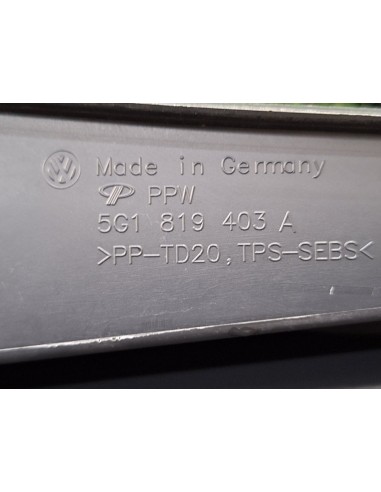 Made in Germany
PPW
5G1 819 403 A
>PP-TD20,TPS-SEBS<